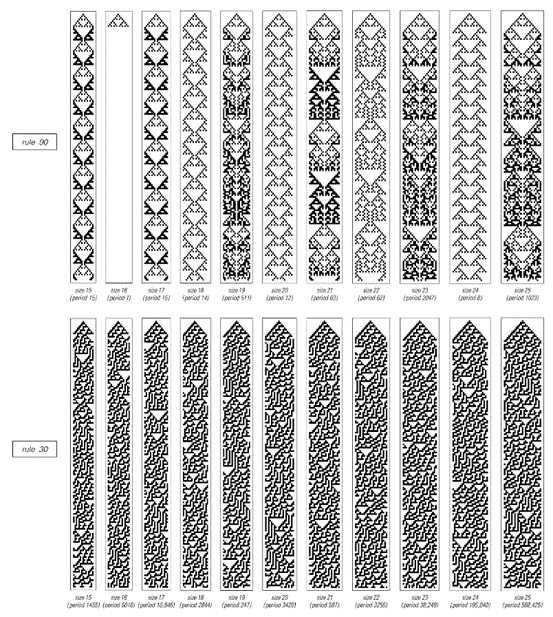 rule 90
size 15
(period 15)
size 16
(period 1)
size 17
(period 15)
size 18
(period 14)
size 19
(period 511)
size 20
(period 12)
size 21
(period 63)
size 22
(period 62)
size 23
(period 2047)
size 24
(period 8)
size 25
(period 1023)
rule 30
size 15
(period 1455)
size 16
(period 6016)
size 17
(period 10,846)
size 18
(period 2844)
size 19
(period 247)
size 20
(period 3420)
size 21
(period 597)
size 22
(period 3256)
size 23
(period 38,249)
size 24
(period 185,040)
size 25
(period 588,425)